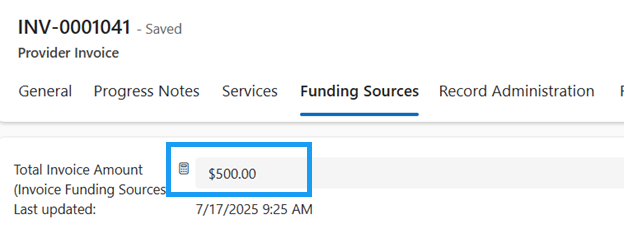 INV-0001041 - Saved
Provider Invoice
General Progress Notes Services Funding Sources Record Administration
Total Invoice Amount
(Invoice Funding Sources
$500.00
Last updated: 7/17/2025 9:25 AM